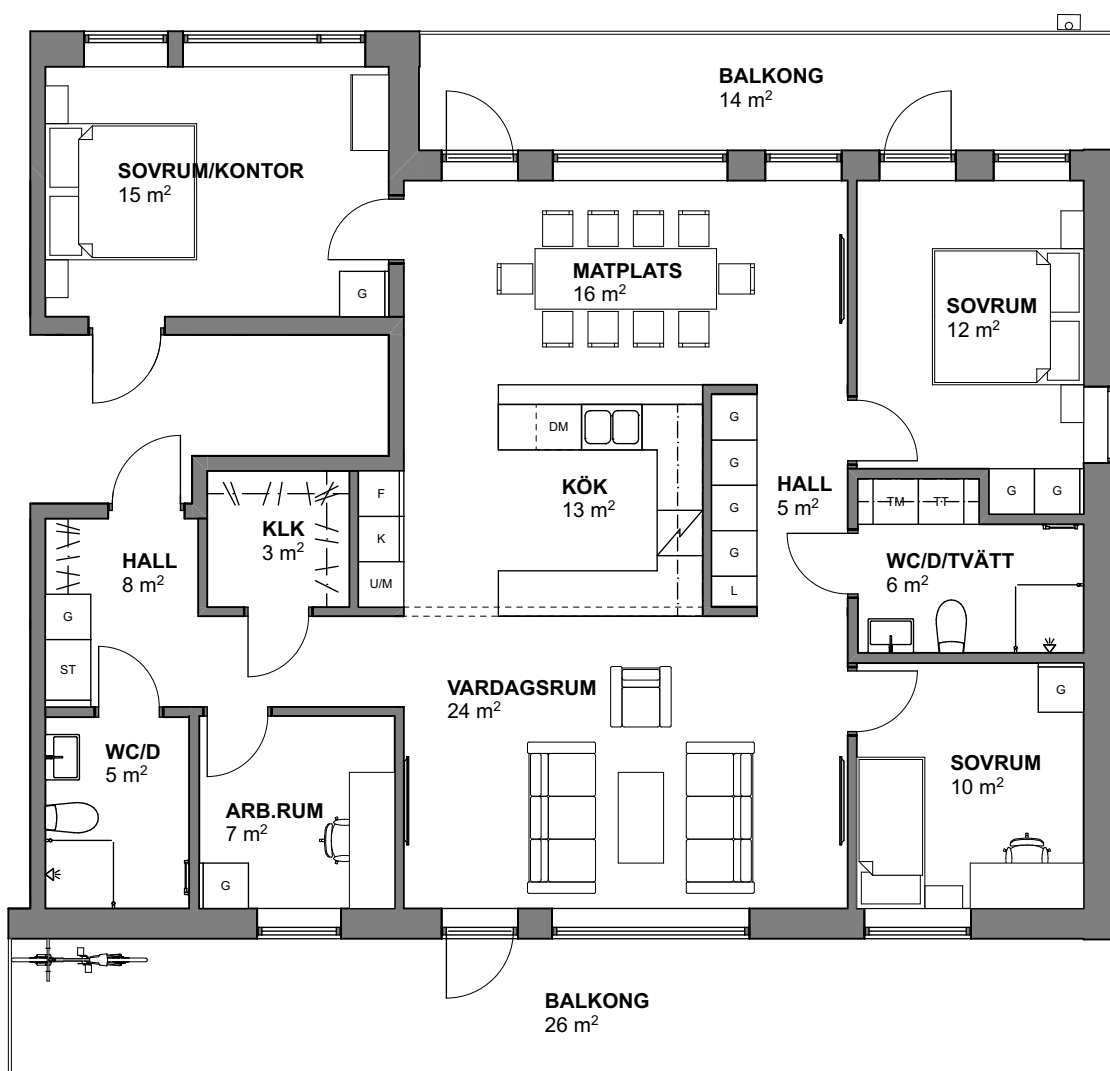 BALKONG
14 m²
SOVRUM/KONTOR
15 m²
G
MATPLATS
16 m²
SOVRUM
12 m²
DM
KÖK
13 m²
G
G
G
G
L
HALL
5 m²
G
G
TM
TT
WC/D/TVÄTT
6 m²
F
K
U/M
KLK
3 m²
HALL
8 m²
G
ST
VARDAGSRUM
24 m²
G
SOVRUM
10 m²
WC/D
5 m²
ARB.RUM
7 m²
G
BALKONG
26 m²